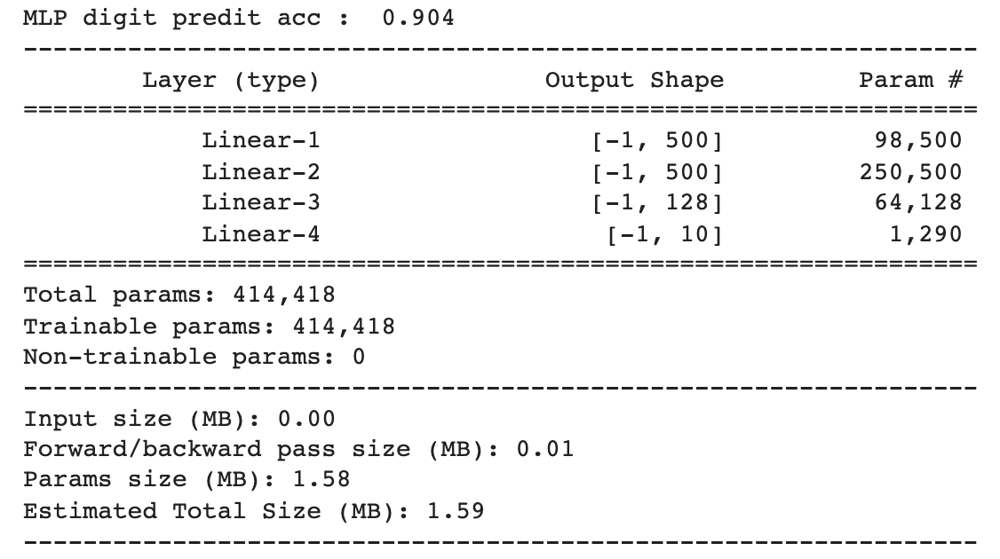 MLP digit predit acc :  0.904
----------------------------------------------------------------
        Layer (type)               Output Shape         Param #
================================================================
            Linear-1                  [-1, 500]          98,500
            Linear-2                  [-1, 500]         250,500
            Linear-3                  [-1, 128]          64,128
            Linear-4                   [-1, 10]           1,290
================================================================
Total params: 414,418
Trainable params: 414,418
Non-trainable params: 0
----------------------------------------------------------------
Input size (MB): 0.00
Forward/backward pass size (MB): 0.01
Params size (MB): 1.58
Estimated Total Size (MB): 1.59
----------------------------------------------------------------